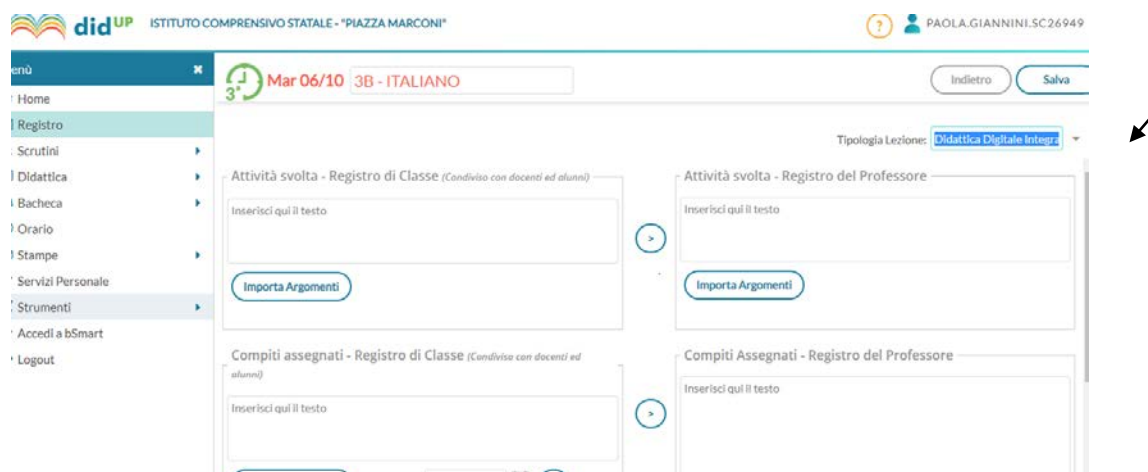 didUP ISTITUTO COMPRENSIVO STATALE - "PIAZZA MARCONI" ? PAOLA.GIANNINI.SC26949
enù
3° Mar 06/10 3B - ITALIANO Indietro Salva
Home
Registro
Tipologia Lezione: Didattica Digitale Integra
Scrutini
Didattica
Bacheca
Orario
Stampe
Servizi Personale
Strumenti
Accedi a bSmart
Logout
Attività svolta - Registro di Classe (Condiviso con docenti ed alunni)
Inserisci qui il testo
Importa Argomenti
>
Attività svolta - Registro del Professore
Inserisci qui il testo
Importa Argomenti
Compiti assegnati - Registro di Classe (Condiviso con docenti ed
alunni)
Inserisci qui il testo
>
Compiti Assegnati - Registro del Professore
Inserisci qui il testo